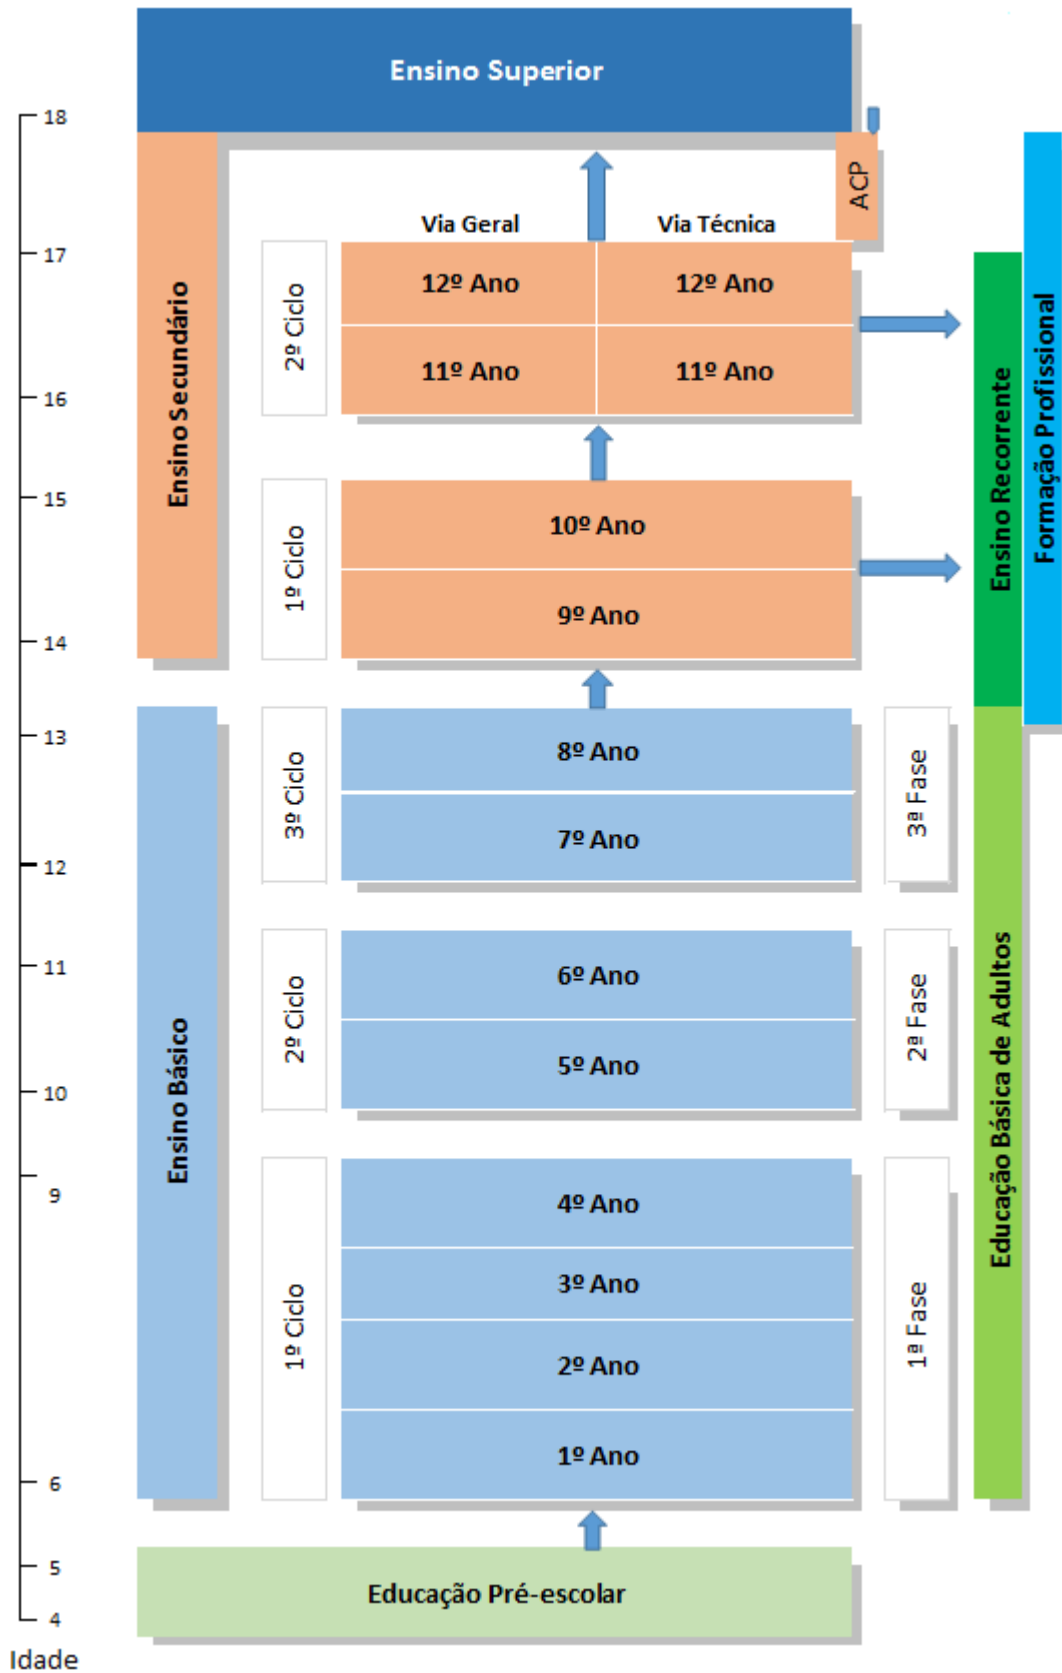 Ensino Superior
18
ACP
Via Geral
Via Técnica
17
12º Ano
12º Ano
2º Ciclo
11º Ano
11º Ano
16
Ensino Secundário
15
10º Ano
1º Ciclo
9º Ano
14
Ensino Recorrente
Formação Profissional
13
8º Ano
3º Ciclo
3ª Fase
7º Ano
12
11
6º Ano
2º Ciclo
2ª Fase
5º Ano
10
Ensino Básico
Educação Básica de Adultos
9
4º Ano
3º Ano
1º Ciclo
1ª Fase
2º Ano
1º Ano
6
5
Educação Pré-escolar
4
Idade